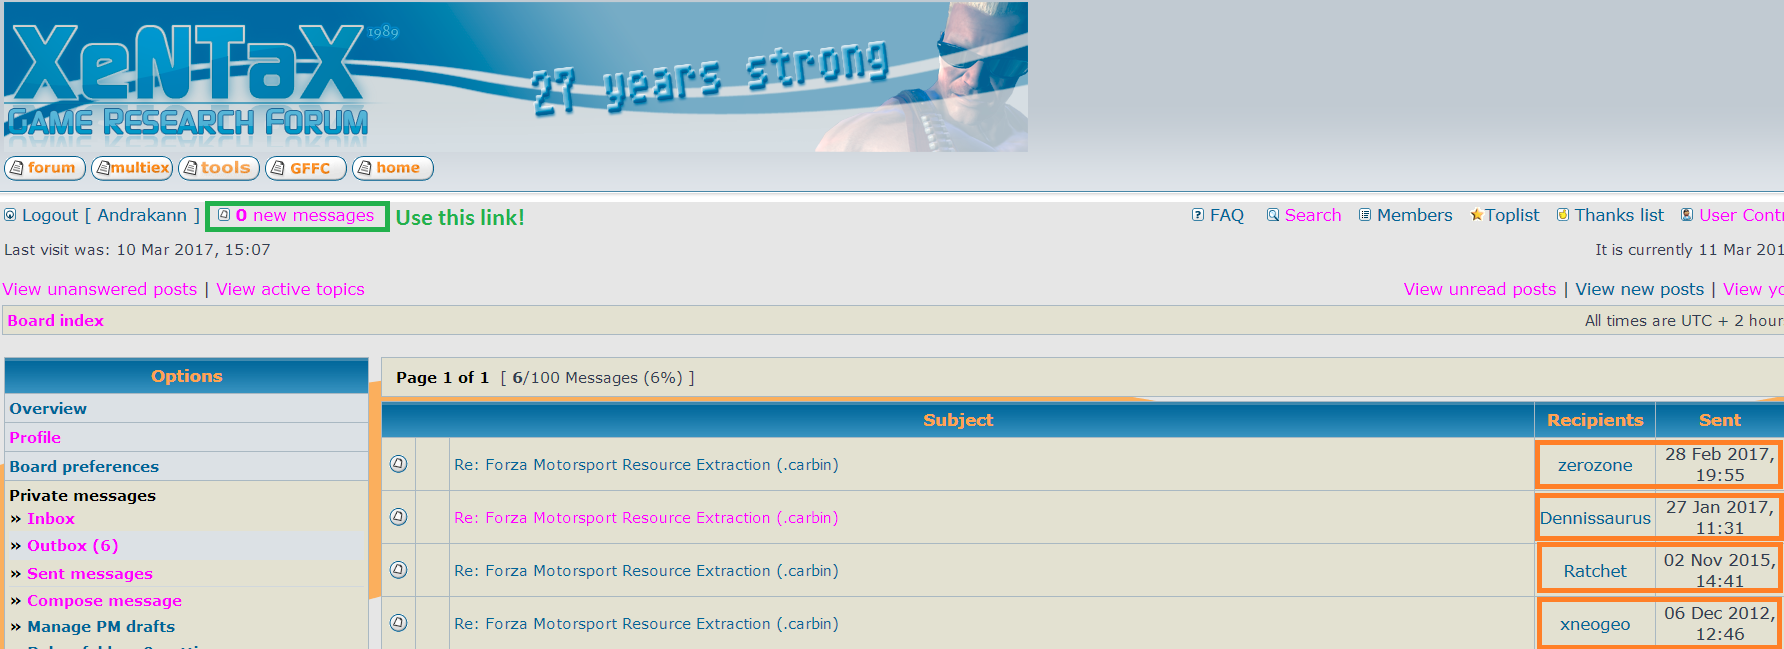 XeNTaX 1989
27 years strong
Game Research Forum
forum multiex tools GFFC home
Logout [ Andrakann ] 0 new messages Use this link! FAQ Search Members Toplist Thanks list User Contr
Last visit was: 10 Mar 2017, 15:07 It is currently 11 Mar 201
View unanswered posts | View active topics View unread posts | View new posts | View yo
Board index All times are UTC + 2 hour
Options
Overview
Profile
Board preferences
Private messages
» Inbox
» Outbox (6)
» Sent messages
» Compose message
» Manage PM drafts
Page 1 of 1 [ 6/100 Messages (6%) ]
Subject Recipients Sent
Re: Forza Motorsport Resource Extraction (.carbin) zerozone 28 Feb 2017,
19:55
Re: Forza Motorsport Resource Extraction (.carbin) Dennissaurus 27 Jan 2017,
11:31
Re: Forza Motorsport Resource Extraction (.carbin) Ratchet 02 Nov 2015,
14:41
Re: Forza Motorsport Resource Extraction (.carbin) xneogeo 06 Dec 2012,
12:46